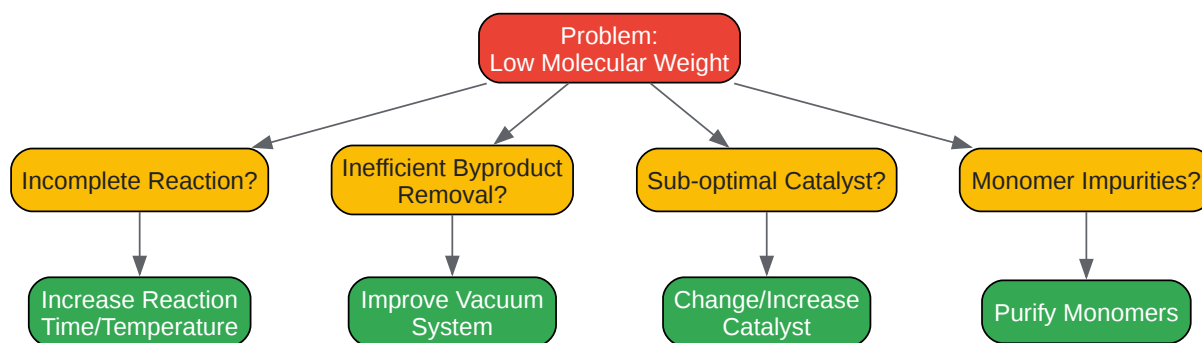 Problem:
Low Molecular Weight
Incomplete Reaction?
Inefficient Byproduct
Removal?
Sub-optimal Catalyst?
Monomer Impurities?
Increase Reaction
Time/Temperature
Improve Vacuum
System
Change/Increase
Catalyst
Purify Monomers